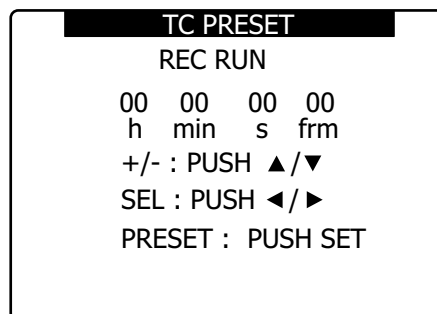 TC PRESET
REC RUN
00 00 00 00
h min s frm
+/- : PUSH ▲/▼
SEL : PUSH ◄/►
PRESET : PUSH SET